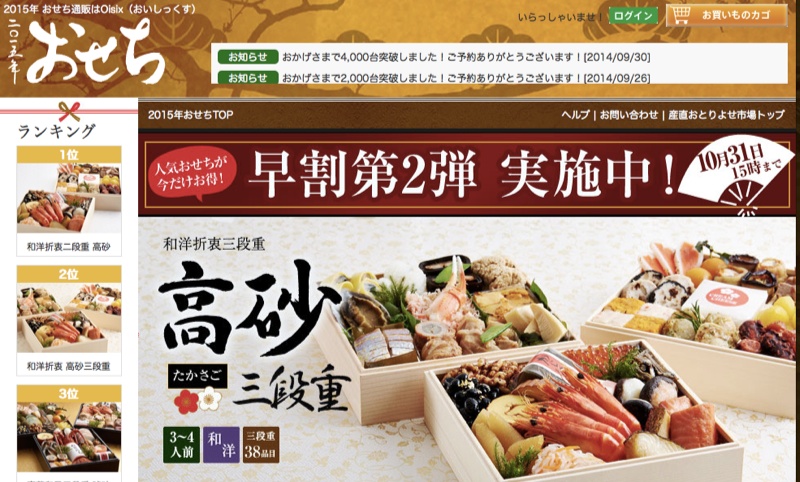 2015年 おせち通販はOisix（おいしっくす）
二〇一五年
おせち
いらっしゃいませ！
ログイン
お買いものカゴ
お知らせ おかげさまで4,000台突破しました！ご予約ありがとうございます！[2014/09/30]
お知らせ おかげさまで2,000台突破しました！ご予約ありがとうございます！[2014/09/26]
2015年おせちTOP
ヘルプ | お問い合わせ | 産直おとりよせ市場トップ
ランキング
1位
和洋折衷二段重 高砂
2位
和洋折衷 高砂三段重
3位
人気おせちが
今だけお得！
早割第2弾 実施中！
10月31日
15時まで
和洋折衷三段重
高砂
たかさご
三段重
3〜4
人前
和洋
三段重
38品目